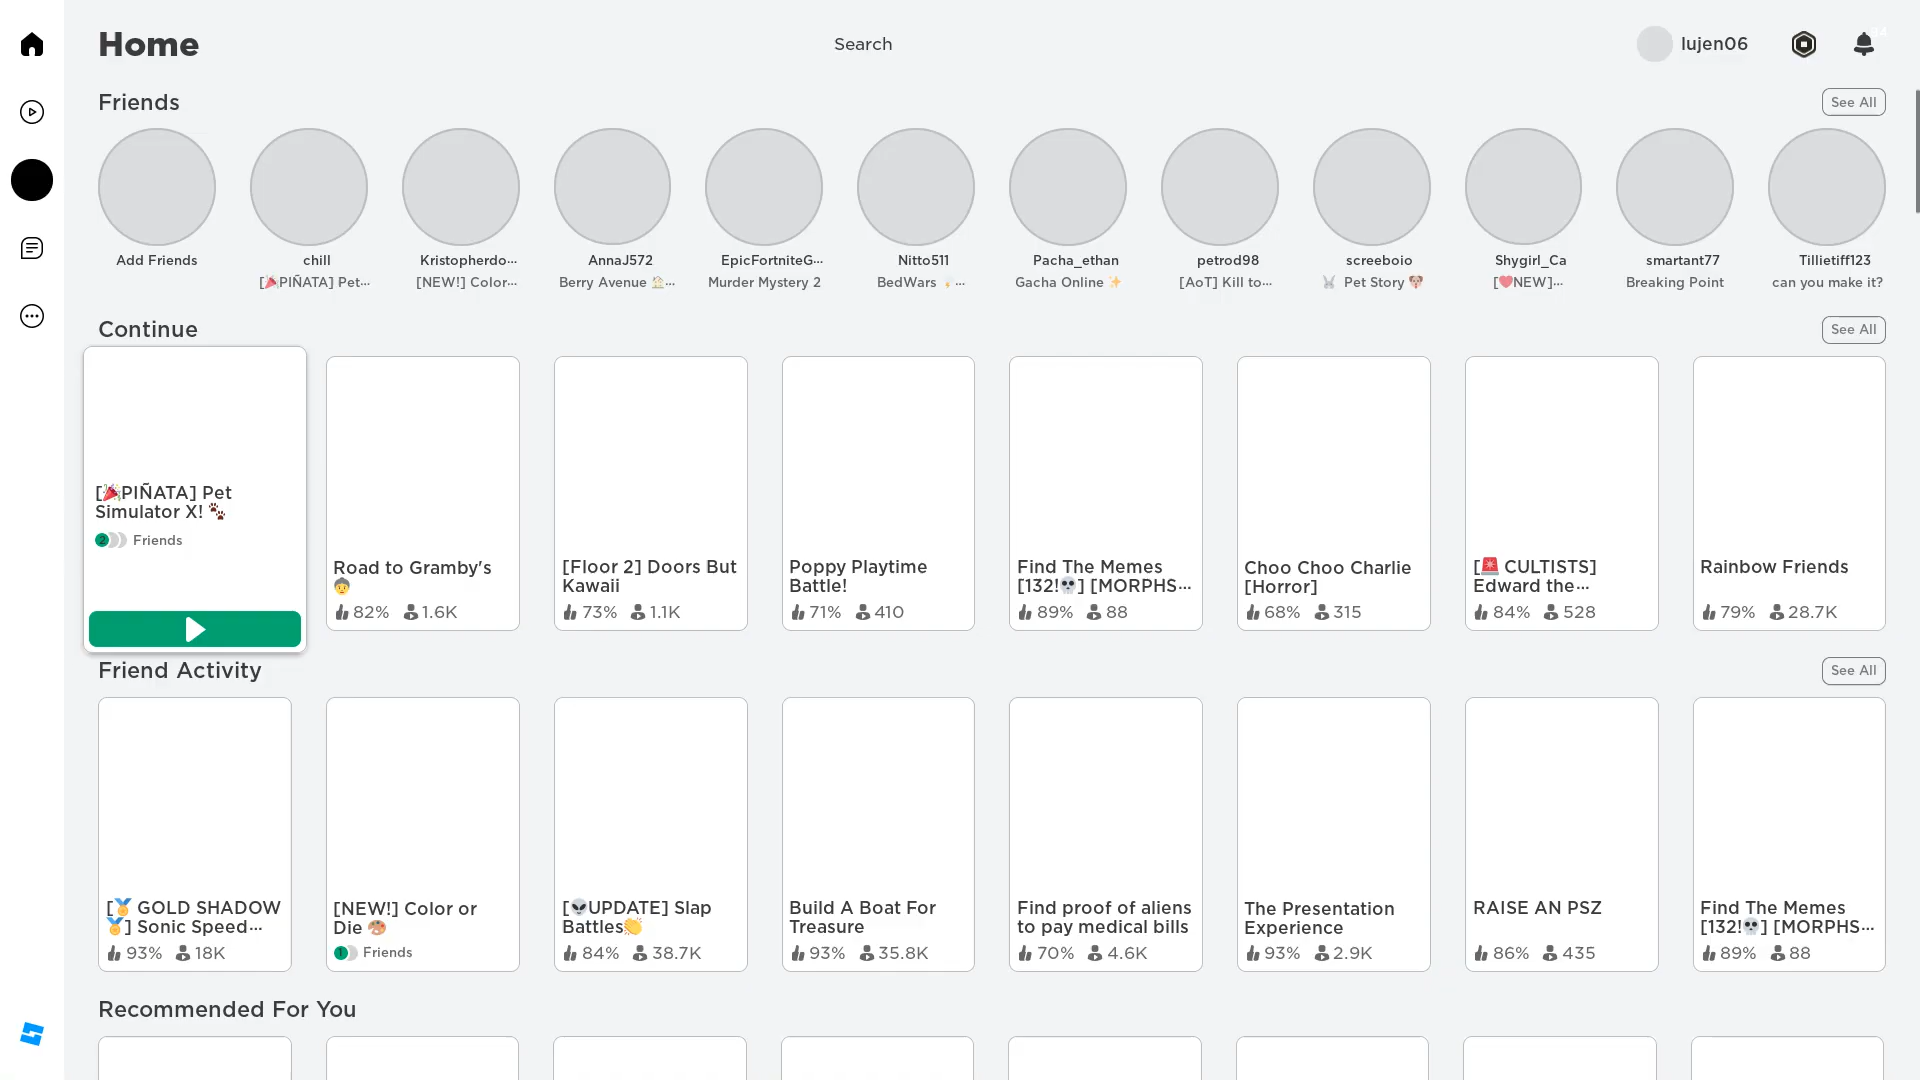 Home
Search
lujen06
Friends
See All
Add Friends
chill
[🎉PIÑATA] Pet...
Kristopherdo...
[NEW!] Color...
AnnaJ572
Berry Avenue 🏠...
EpicFortniteG...
Murder Mystery 2
Nitto511
BedWars ⚡...
Pacha_ethan
Gacha Online ✨
petrod98
[AoT] Kill to...
screeboio
🐰 Pet Story 🐶
Shygirl_Ca
[❤️NEW]...
smartant77
Breaking Point
Tillietiff123
can you make it?
Continue
See All
[🎉PIÑATA] Pet
Simulator X! 🐾
2 Friends
Road to Gramby's
👵
82% 1.6K
[Floor 2] Doors But
Kawaii
73% 1.1K
Poppy Playtime
Battle!
71% 410
Find The Memes
[132!💀] [MORPHS...
89% 88
Choo Choo Charlie
[Horror]
68% 315
[🚨 CULTISTS]
Edward the...
84% 528
Rainbow Friends
79% 28.7K
Friend Activity
See All
[🏅 GOLD SHADOW
🏅] Sonic Speed...
93% 18K
[NEW!] Color or
Die 🎨
1 Friends
[👽UPDATE] Slap
Battles👏
84% 38.7K
Build A Boat For
Treasure
93% 35.8K
Find proof of aliens
to pay medical bills
70% 4.6K
The Presentation
Experience
93% 2.9K
RAISE AN PSZ
86% 435
Find The Memes
[132!💀] [MORPHS...
89% 88
Recommended For You